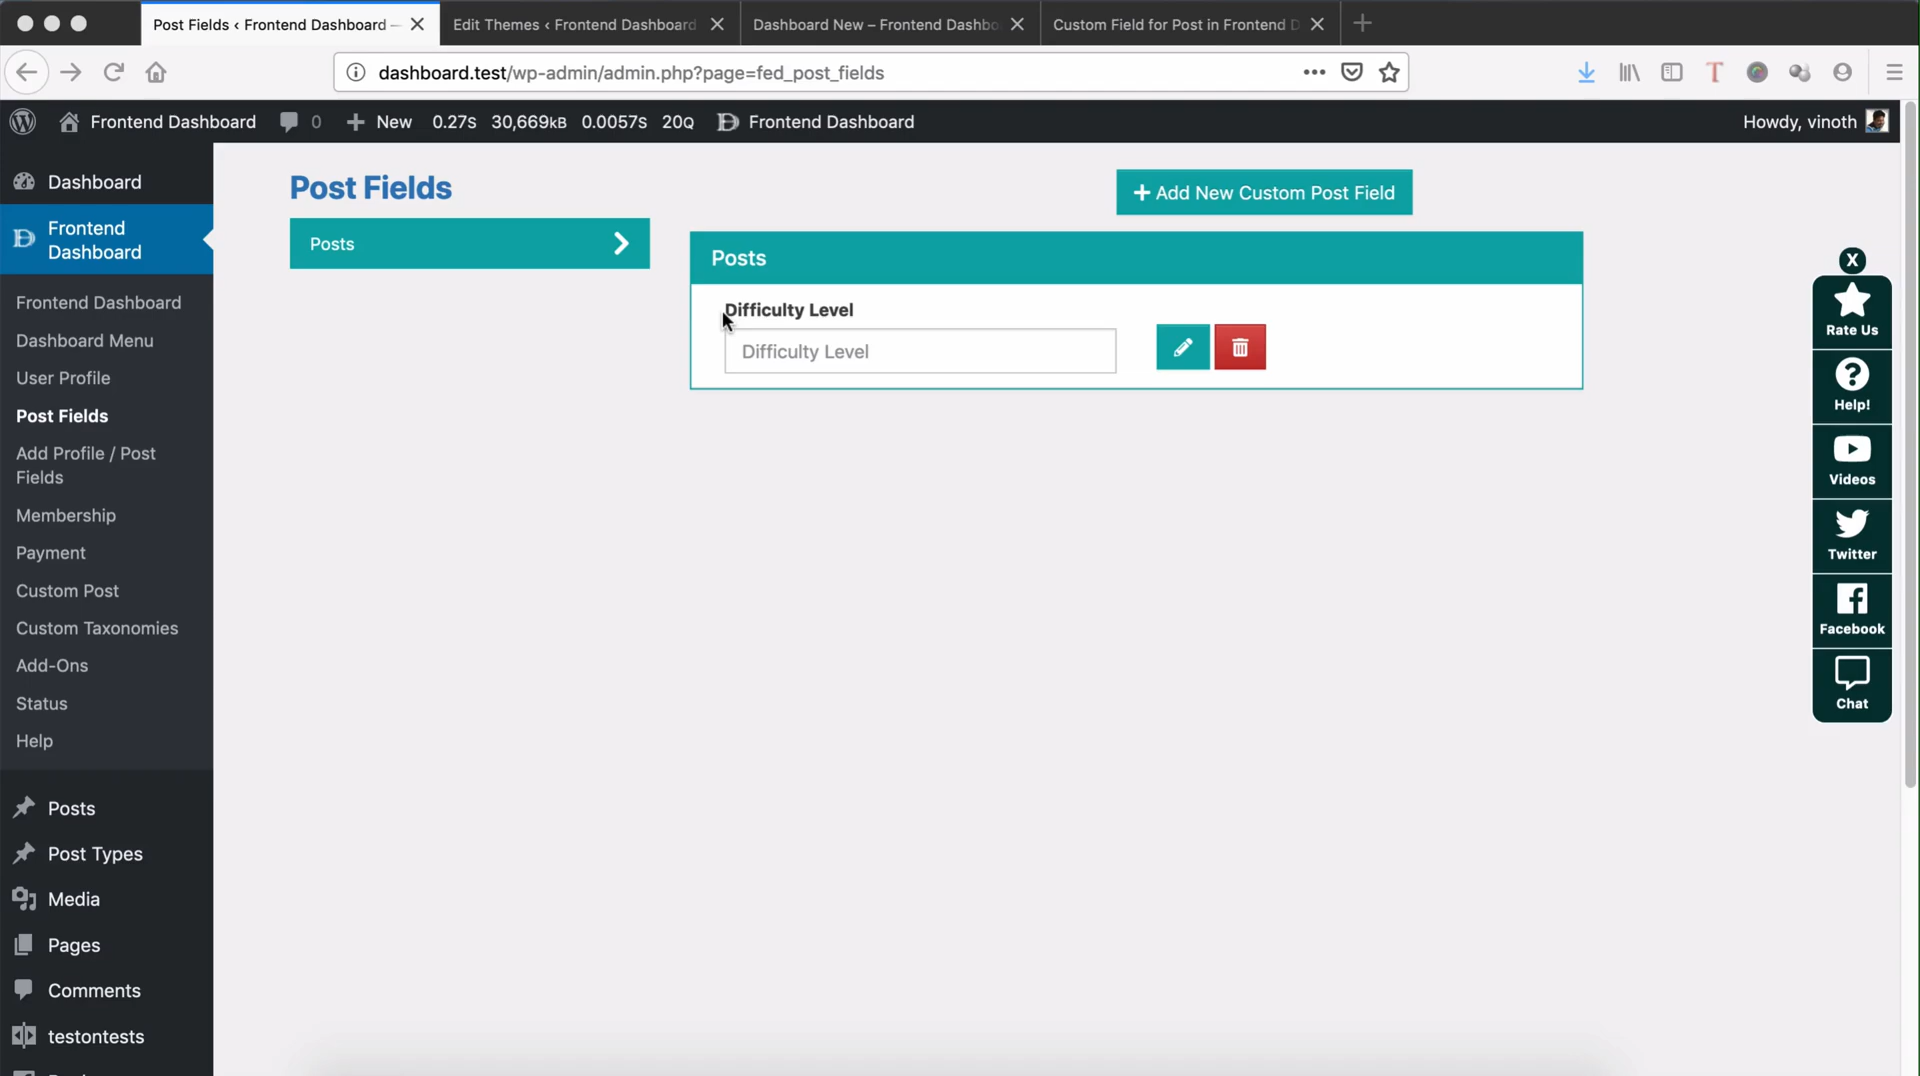 Post Fields ‹ Frontend Dashboard —
Edit Themes ‹ Frontend Dashboard
Dashboard New – Frontend Dashbo
Custom Field for Post in Frontend D
dashboard.test/wp-admin/admin.php?page=fed_post_fields
Frontend Dashboard 0 New 0.27S 30,669kB 0.0057S 20Q Frontend Dashboard
Howdy, vinoth
Dashboard
Frontend
Dashboard
Frontend Dashboard
Dashboard Menu
User Profile
Post Fields
Add Profile / Post
Fields
Membership
Payment
Custom Post
Custom Taxonomies
Add-Ons
Status
Help
Posts
Post Types
Media
Pages
Comments
testontests
Post Fields
Add New Custom Post Field
Posts
Posts
Difficulty Level
Difficulty Level
X
Rate Us
Help!
Videos
Twitter
Facebook
Chat